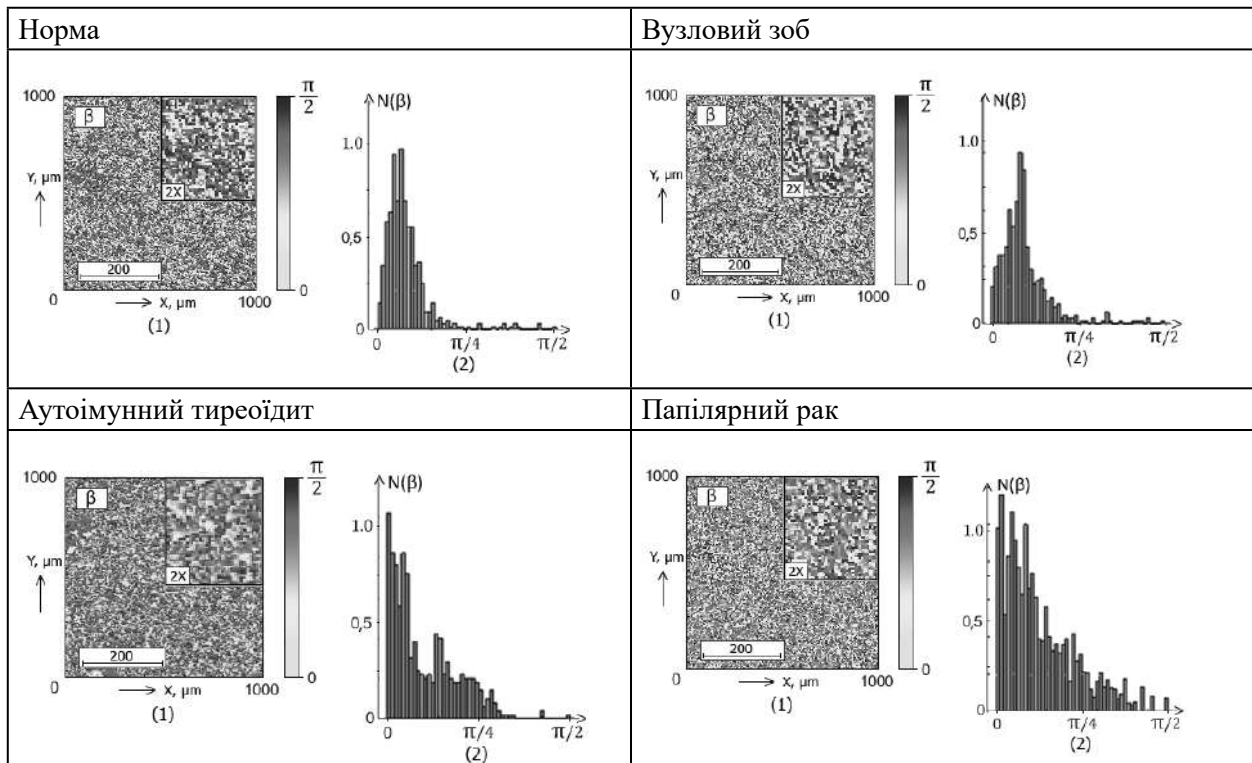 Норма
1000
β
2X
Y, µm
200
0
X, µm
1000
(1)
π/2
0
N(β)
1.0
0,5
0
0
π/4
π/2
(2)
Вузловий зоб
1000
β
2X
Y, µm
200
0
X, µm
1000
(1)
π/2
0
N(β)
1.0
0,5
0
0
π/4
π/2
(2)
Аутоімунний тиреоїдит
1000
β
2X
Y, µm
200
0
X, µm
1000
(1)
π/2
0
N(β)
1.0
0,5
0
0
π/4
π/2
(2)
Папілярний рак
1000
β
2X
Y, µm
200
0
X, µm
1000
(1)
π/2
0
N(β)
1.0
0,5
0
0
π/4
π/2
(2)